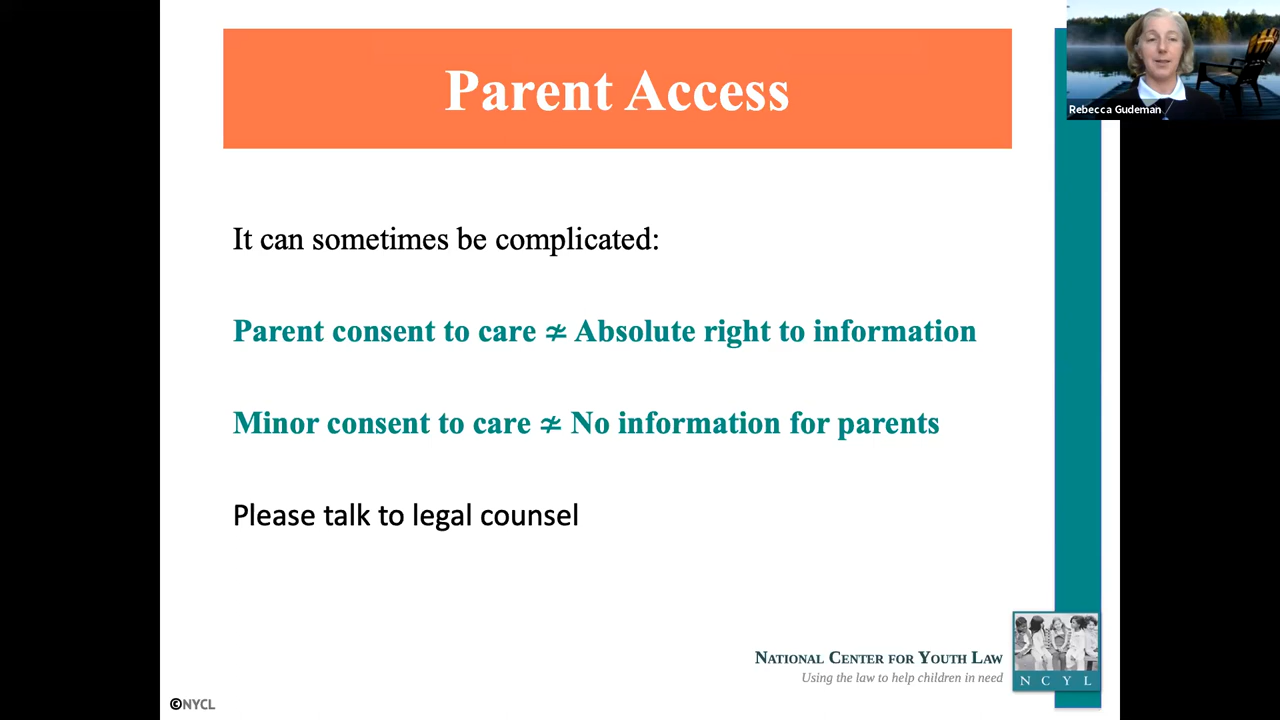 Parent Access
Rebecca Gudeman
It can sometimes be complicated:
Parent consent to care ≄ Absolute right to information
Minor consent to care ≄ No information for parents
Please talk to legal counsel
NATIONAL CENTER FOR YOUTH LAW
Using the law to help children in need
N C Y L
©NYCL